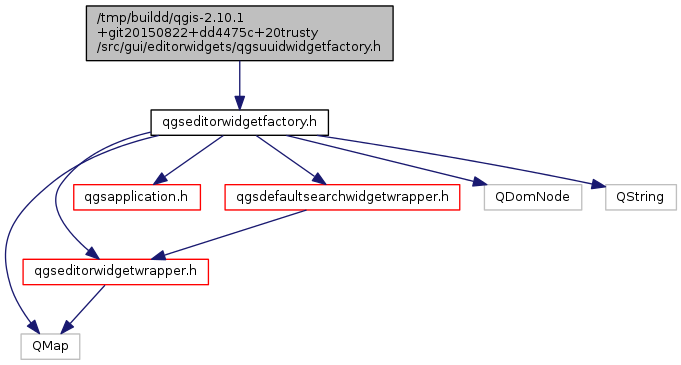 /tmp/buildd/qgis-2.10.1
+git20150822+dd4475c+20trusty
/src/gui/editorwidgets/qgsuuidwidgetfactory.h
qgseditorwidgetfactory.h
qgsapplication.h
qgsdefaultsearchwidgetwrapper.h
QDomNode
QString
qgseditorwidgetwrapper.h
QMap